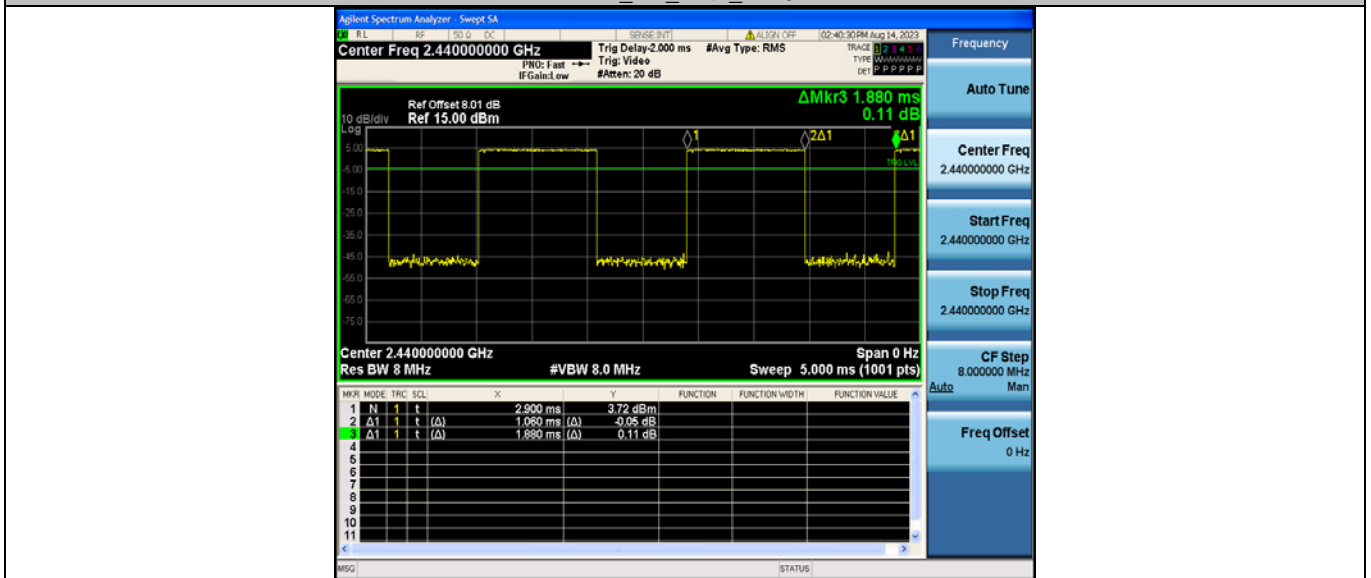 Agilent Spectrum Analyzer - Swept SA
RL RF 50 Ω DC SENSE:INT ALIGN OFF 02:40:30 PM Aug 14, 2023
Center Freq 2.440000000 GHz
PNO: Fast
IFGain:Low
Trig Delay-2.000 ms
Trig: Video
#Atten: 20 dB
#Avg Type: RMS
TRACE 1 2 3 4 5 6
TYPE WWWWWW
DET P P P P P P
ΔMkr3 1.880 ms
0.11 dB
Ref Offset 8.01 dB
10 dB/div Ref 15.00 dBm
Log
1 2Δ1 3Δ1
5.00
TRIG LVL
-5.00
-15.0
-25.0
-35.0
-45.0
-55.0
-65.0
-75.0
Center 2.440000000 GHz Span 0 Hz
Res BW 8 MHz #VBW 8.0 MHz Sweep 5.000 ms (1001 pts)
MKR MODE TRC SCL X Y FUNCTION FUNCTION WIDTH FUNCTION VALUE
1 N 1 t 2.900 ms 3.72 dBm
2 Δ1 1 t (Δ) 1.060 ms (Δ) -0.05 dB
3 Δ1 1 t (Δ) 1.880 ms (Δ) 0.11 dB
4
5
6
7
8
9
10
11
MSG STATUS
Frequency
Auto Tune
Center Freq
2.440000000 GHz
Start Freq
2.440000000 GHz
Stop Freq
2.440000000 GHz
CF Step
8.000000 MHz
Auto Man
Freq Offset
0 Hz